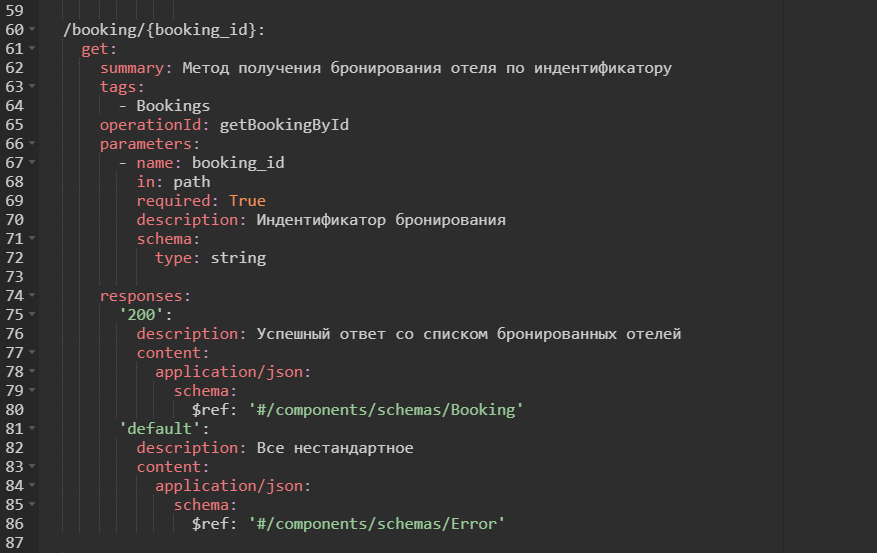 59
60 /booking/{booking_id}:
61 get:
62 summary: Метод получения бронирования отеля по индентификатору
63 tags:
64 - Bookings
65 operationId: getBookingById
66 parameters:
67 - name: booking_id
68 in: path
69 required: True
70 description: Индентификатор бронирования
71 schema:
72 type: string
73
74 responses:
75 '200':
76 description: Успешный ответ со списком бронированных отелей
77 content:
78 application/json:
79 schema:
80 $ref: '#/components/schemas/Booking'
81 'default':
82 description: Все нестандартное
83 content:
84 application/json:
85 schema:
86 $ref: '#/components/schemas/Error'
87